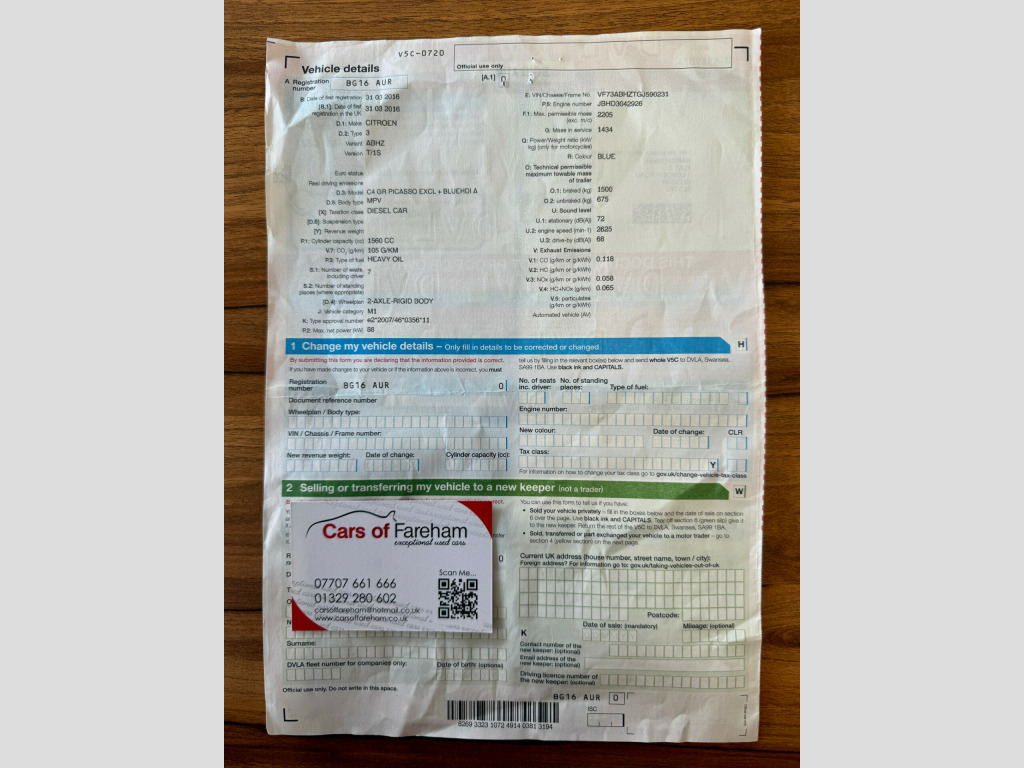 V5C-0720
Official use only
Vehicle details
A. Registration number BG16 AUR
[A.1] 0
B: Date of first registration 31 03 2016
[B.1]: Date of first registration in the UK 31 03 2016
D.1: Make CITROEN
D.2: Type 3
Variant ABHZ
Version T/1S
Euro status
Real driving emissions
D.3: Model C4 GR PICASSO EXCL + BLUEHDI A
D.5: Body type MPV
[X]: Taxation class DIESEL CAR
[D.6]: Suspension type
[Y]: Revenue weight
P.1: Cylinder capacity (cc) 1560 CC
V.7: CO2 (g/km) 105 G/KM
P.3: Type of fuel HEAVY OIL
S.1: Number of seats, including driver 7
S.2: Number of standing places (where appropriate)
[D.4]: Wheelplan 2-AXLE-RIGID BODY
J: Vehicle category M1
K: Type approval number e2*2007/46*0356*11
P.2: Max. net power (kW) 88
E: VIN/Chassis/Frame No. VF73ABHZTGJ590231
P.5: Engine number JBHD3042926
F.1: Max. permissible mass (exc. m/c) 2205
G: Mass in service 1434
Q: Power/Weight ratio (kW/kg) (only for motorcycles)
R: Colour BLUE
O: Technical permissible maximum towable mass of trailer
O.1: braked (kg) 1500
O.2: unbraked (kg) 675
U: Sound level
U.1: stationary (dB(A)) 72
U.2: engine speed (min-1) 2625
U.3: drive-by (dB(A)) 68
V: Exhaust Emissions
V.1: CO (g/km or g/kWh) 0.118
V.2: HC (g/km or g/kWh)
V.3: NOx (g/km or g/kWh) 0.058
V.4: HC+NOx (g/km) 0.065
V.5: particulates (g/km or g/kWh)
Automated vehicle (AV)
1 Change my vehicle details – Only fill in details to be corrected or changed
H
By submitting this form you are declaring that the information provided is correct.
If you have made changes to your vehicle or if the information above is incorrect, you must
tell us by filling in the relevant box(es) below and send whole V5C to DVLA, Swansea,
SA99 1BA. Use black ink and CAPITALS.
Registration number BG16 AUR 0
Document reference number
Wheelplan / Body type:
VIN / Chassis / Frame number:
New revenue weight: Date of change: Cylinder capacity (cc):
No. of seats inc. driver: No. of standing places: Type of fuel:
Engine number:
New colour: Date of change: CLR
Tax class:
Y
For information on how to change your tax class go to gov.uk/change-vehicle-tax-class
2 Selling or transferring my vehicle to a new keeper (not a trader)
W
Cars of Fareham
exceptional used cars
Scan Me...
07707 661 666
01329 280 602
carsoffareham@hotmail.co.uk
www.carsoffareham.co.uk
Surname:
DVLA fleet number for companies only: Date of birth: (optional)
You can use this form to tell us if you have:
• Sold your vehicle privately – fill in the boxes below and the date of sale on section
6 over the page. Use black ink and CAPITALS. Tear off section 6 (green slip) give it
to the new keeper. Return the rest of the V5C to DVLA, Swansea, SA99 1BA.
• Sold, transferred or part exchanged your vehicle to a motor trader – go to
section 4 (yellow section) on the next page.
Current UK address (house number, street name, town / city):
Foreign address? For information go to: gov.uk/taking-vehicles-out-of-uk
Postcode:
Date of sale: (mandatory) Mileage: (optional)
K
Contact number of the new keeper: (optional)
Email address of the new keeper: (optional)
Driving licence number of the new keeper: (optional)
Official use only. Do not write in this space.
BG16 AUR 0
ISC
8269 3323 1072 4914 0381 3194